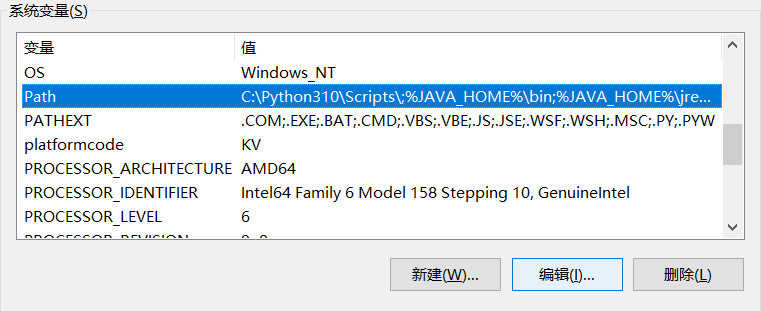 系统变量(S)
变量 值
OS Windows_NT
Path C:\Python310\Scripts\;%JAVA_HOME%\bin;%JAVA_HOME%\jre...
PATHEXT .COM;.EXE;.BAT;.CMD;.VBS;.VBE;.JS;.JSE;.WSF;.WSH;.MSC;.PY;.PYW
platformcode KV
PROCESSOR_ARCHITECTURE AMD64
PROCESSOR_IDENTIFIER Intel64 Family 6 Model 158 Stepping 10, GenuineIntel
PROCESSOR_LEVEL 6
新建(W)... 编辑(I)... 删除(L)